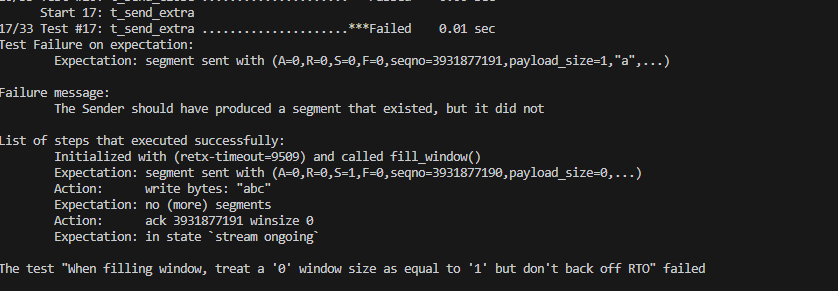 Start 17: t_send_extra
17/33 Test #17: t_send_extra .....................***Failed    0.01 sec
Test Failure on expectation:
Expectation: segment sent with (A=0,R=0,S=0,F=0,seqno=3931877191,payload_size=1,"a",...)
Failure message:
The Sender should have produced a segment that existed, but it did not
List of steps that executed successfully:
Initialized with (retx-timeout=9509) and called fill_window()
Expectation: segment sent with (A=0,R=0,S=1,F=0,seqno=3931877190,payload_size=0,...)
Action:      write bytes: "abc"
Expectation: no (more) segments
Action:      ack 3931877191 winsize 0
Expectation: in state `stream ongoing`
The test "When filling window, treat a '0' window size as equal to '1' but don't back off RTO" failed